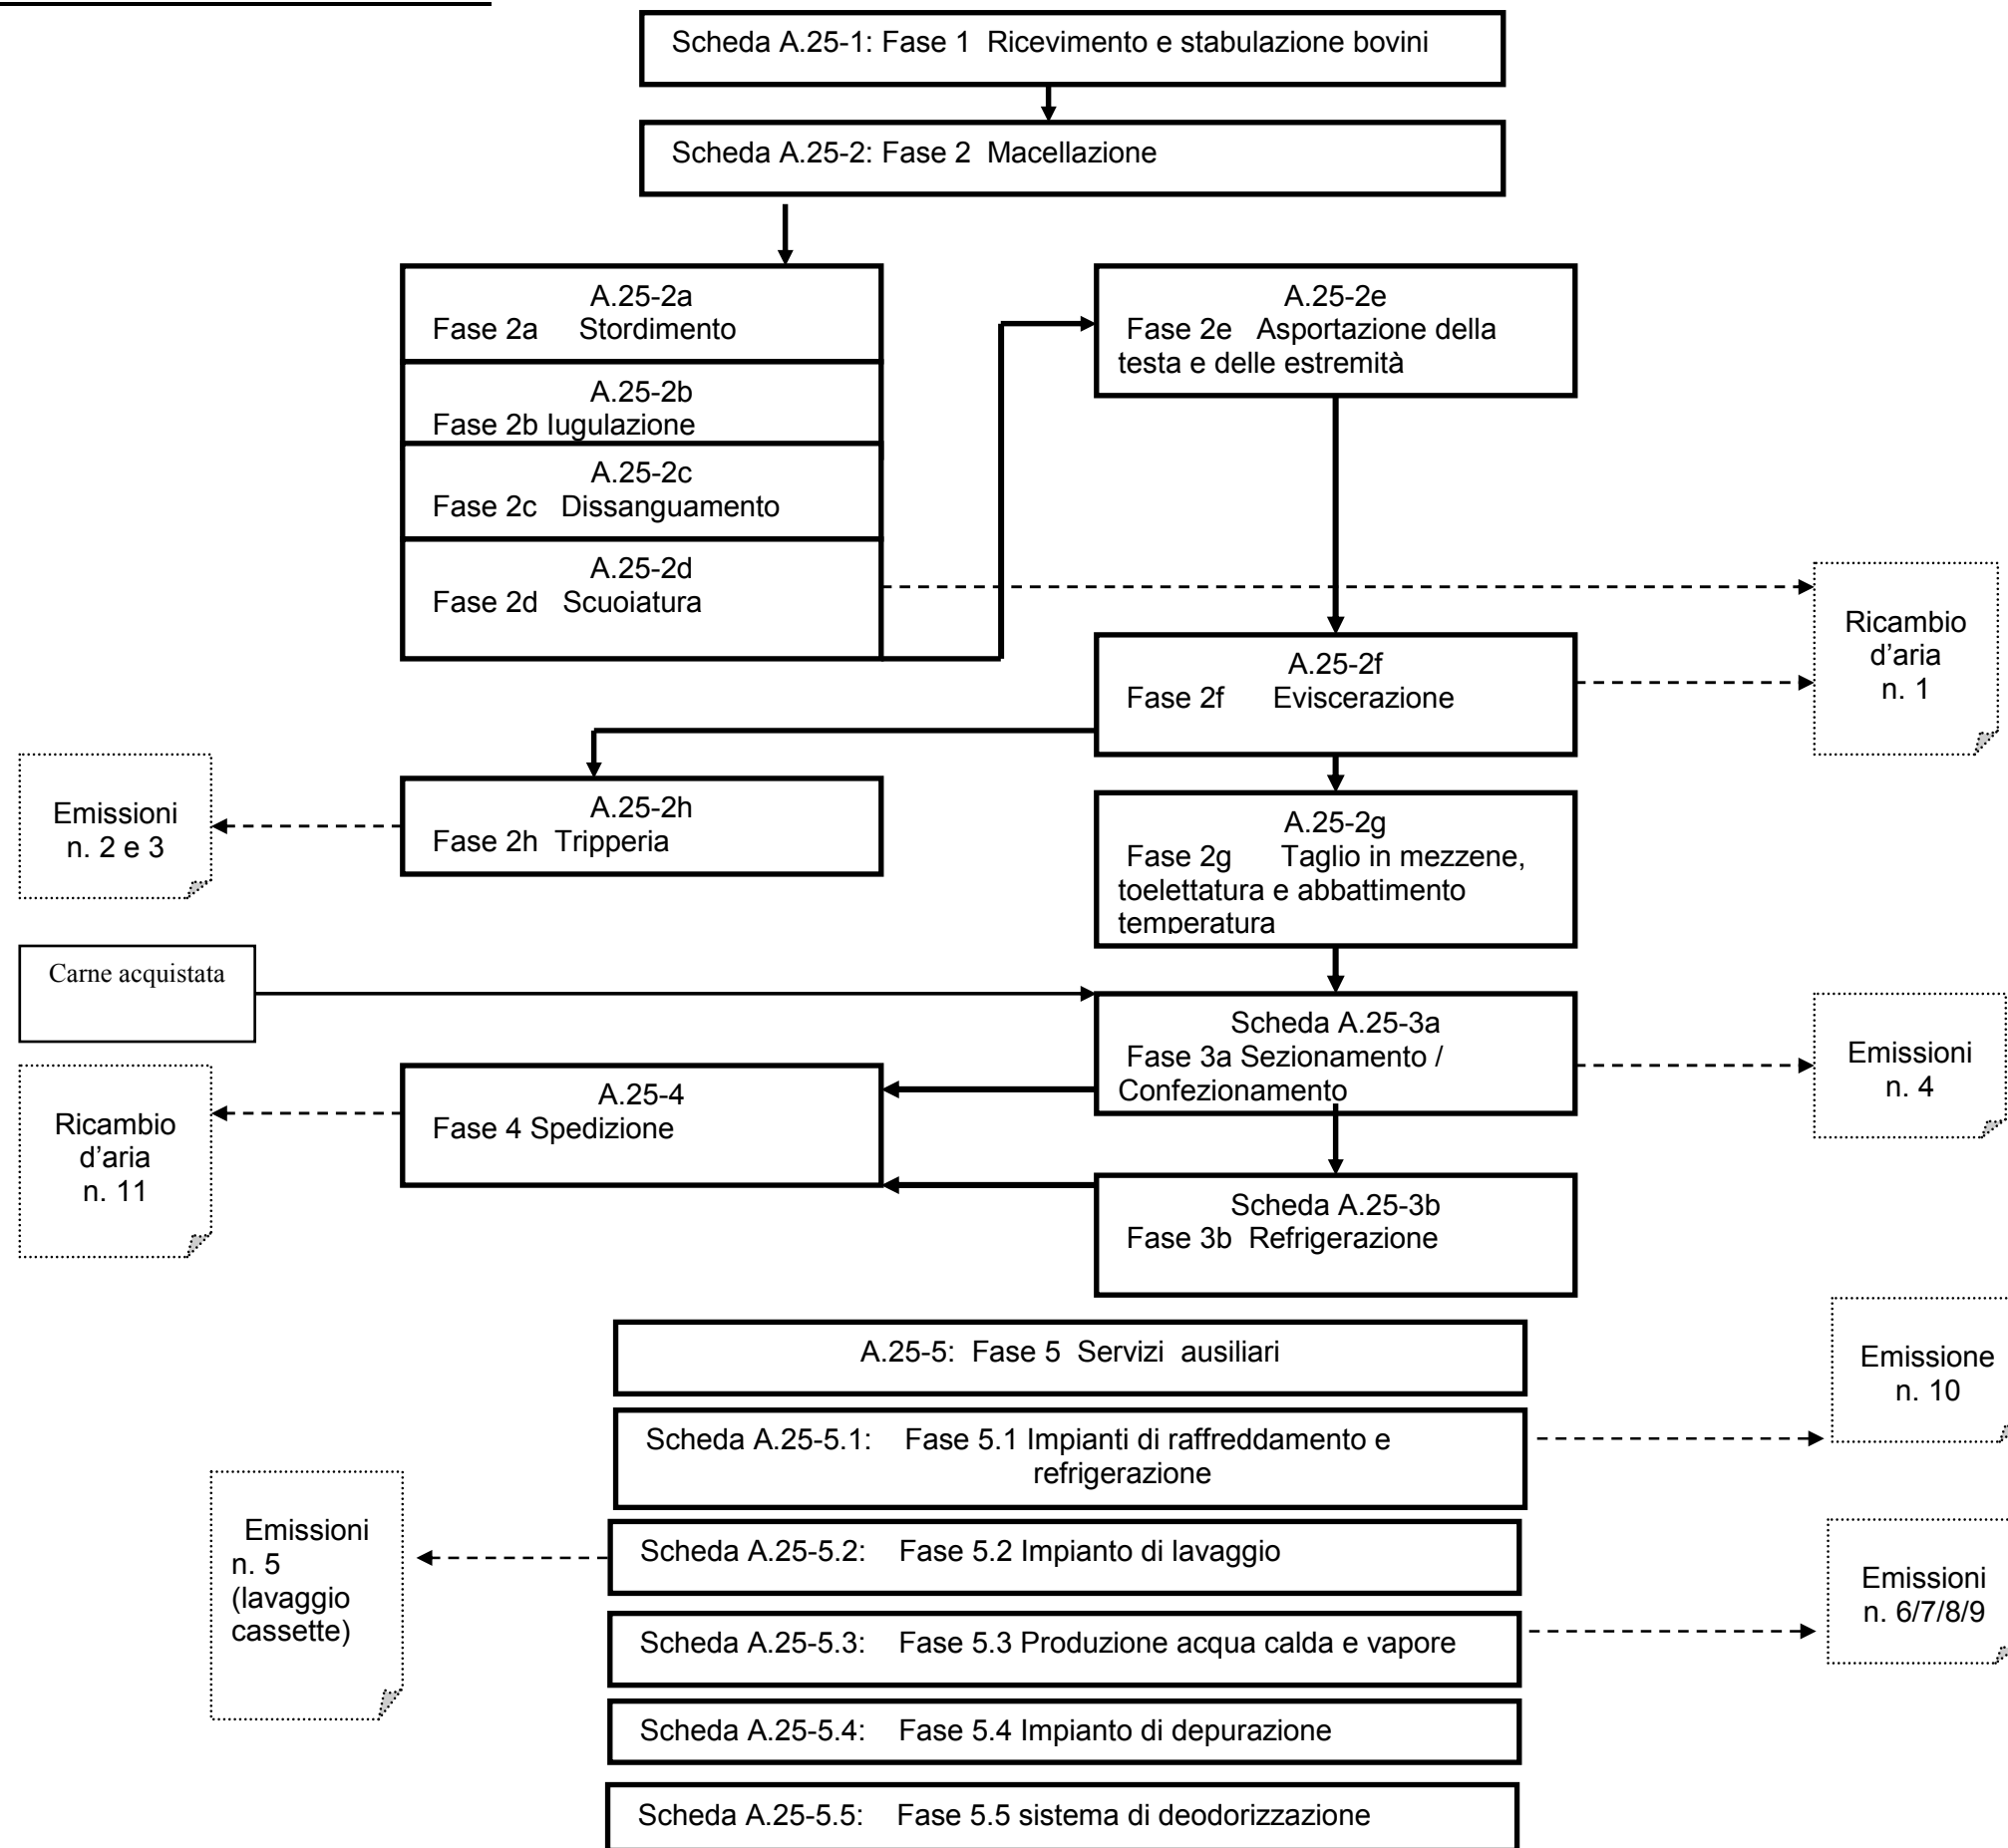 Scheda A.25-1: Fase 1 Ricevimento e stabulazione bovini
Scheda A.25-2: Fase 2 Macellazione
A.25-2a
Fase 2a Stordimento
A.25-2b
Fase 2b Iugulazione
A.25-2c
Fase 2c Dissanguamento
A.25-2d
Fase 2d Scuoiatura
A.25-2e
Fase 2e Asportazione della
testa e delle estremità
Ricambio
d’aria
n. 1
A.25-2f
Fase 2f Eviscerazione
Emissioni
n. 2 e 3
A.25-2h
Fase 2h Tripperia
A.25-2g
Fase 2g Taglio in mezzene,
toelettatura e abbattimento
temperatura
Carne acquistata
Scheda A.25-3a
Fase 3a Sezionamento /
Confezionamento
Emissioni
n. 4
Ricambio
d’aria
n. 11
A.25-4
Fase 4 Spedizione
Scheda A.25-3b
Fase 3b Refrigerazione
A.25-5: Fase 5 Servizi ausiliari
Emissione
n. 10
Scheda A.25-5.1: Fase 5.1 Impianti di raffreddamento e
refrigerazione
Emissioni
n. 5
(lavaggio
cassette)
Scheda A.25-5.2: Fase 5.2 Impianto di lavaggio
Emissioni
n. 6/7/8/9
Scheda A.25-5.3: Fase 5.3 Produzione acqua calda e vapore
Scheda A.25-5.4: Fase 5.4 Impianto di depurazione
Scheda A.25-5.5: Fase 5.5 sistema di deodorizzazione